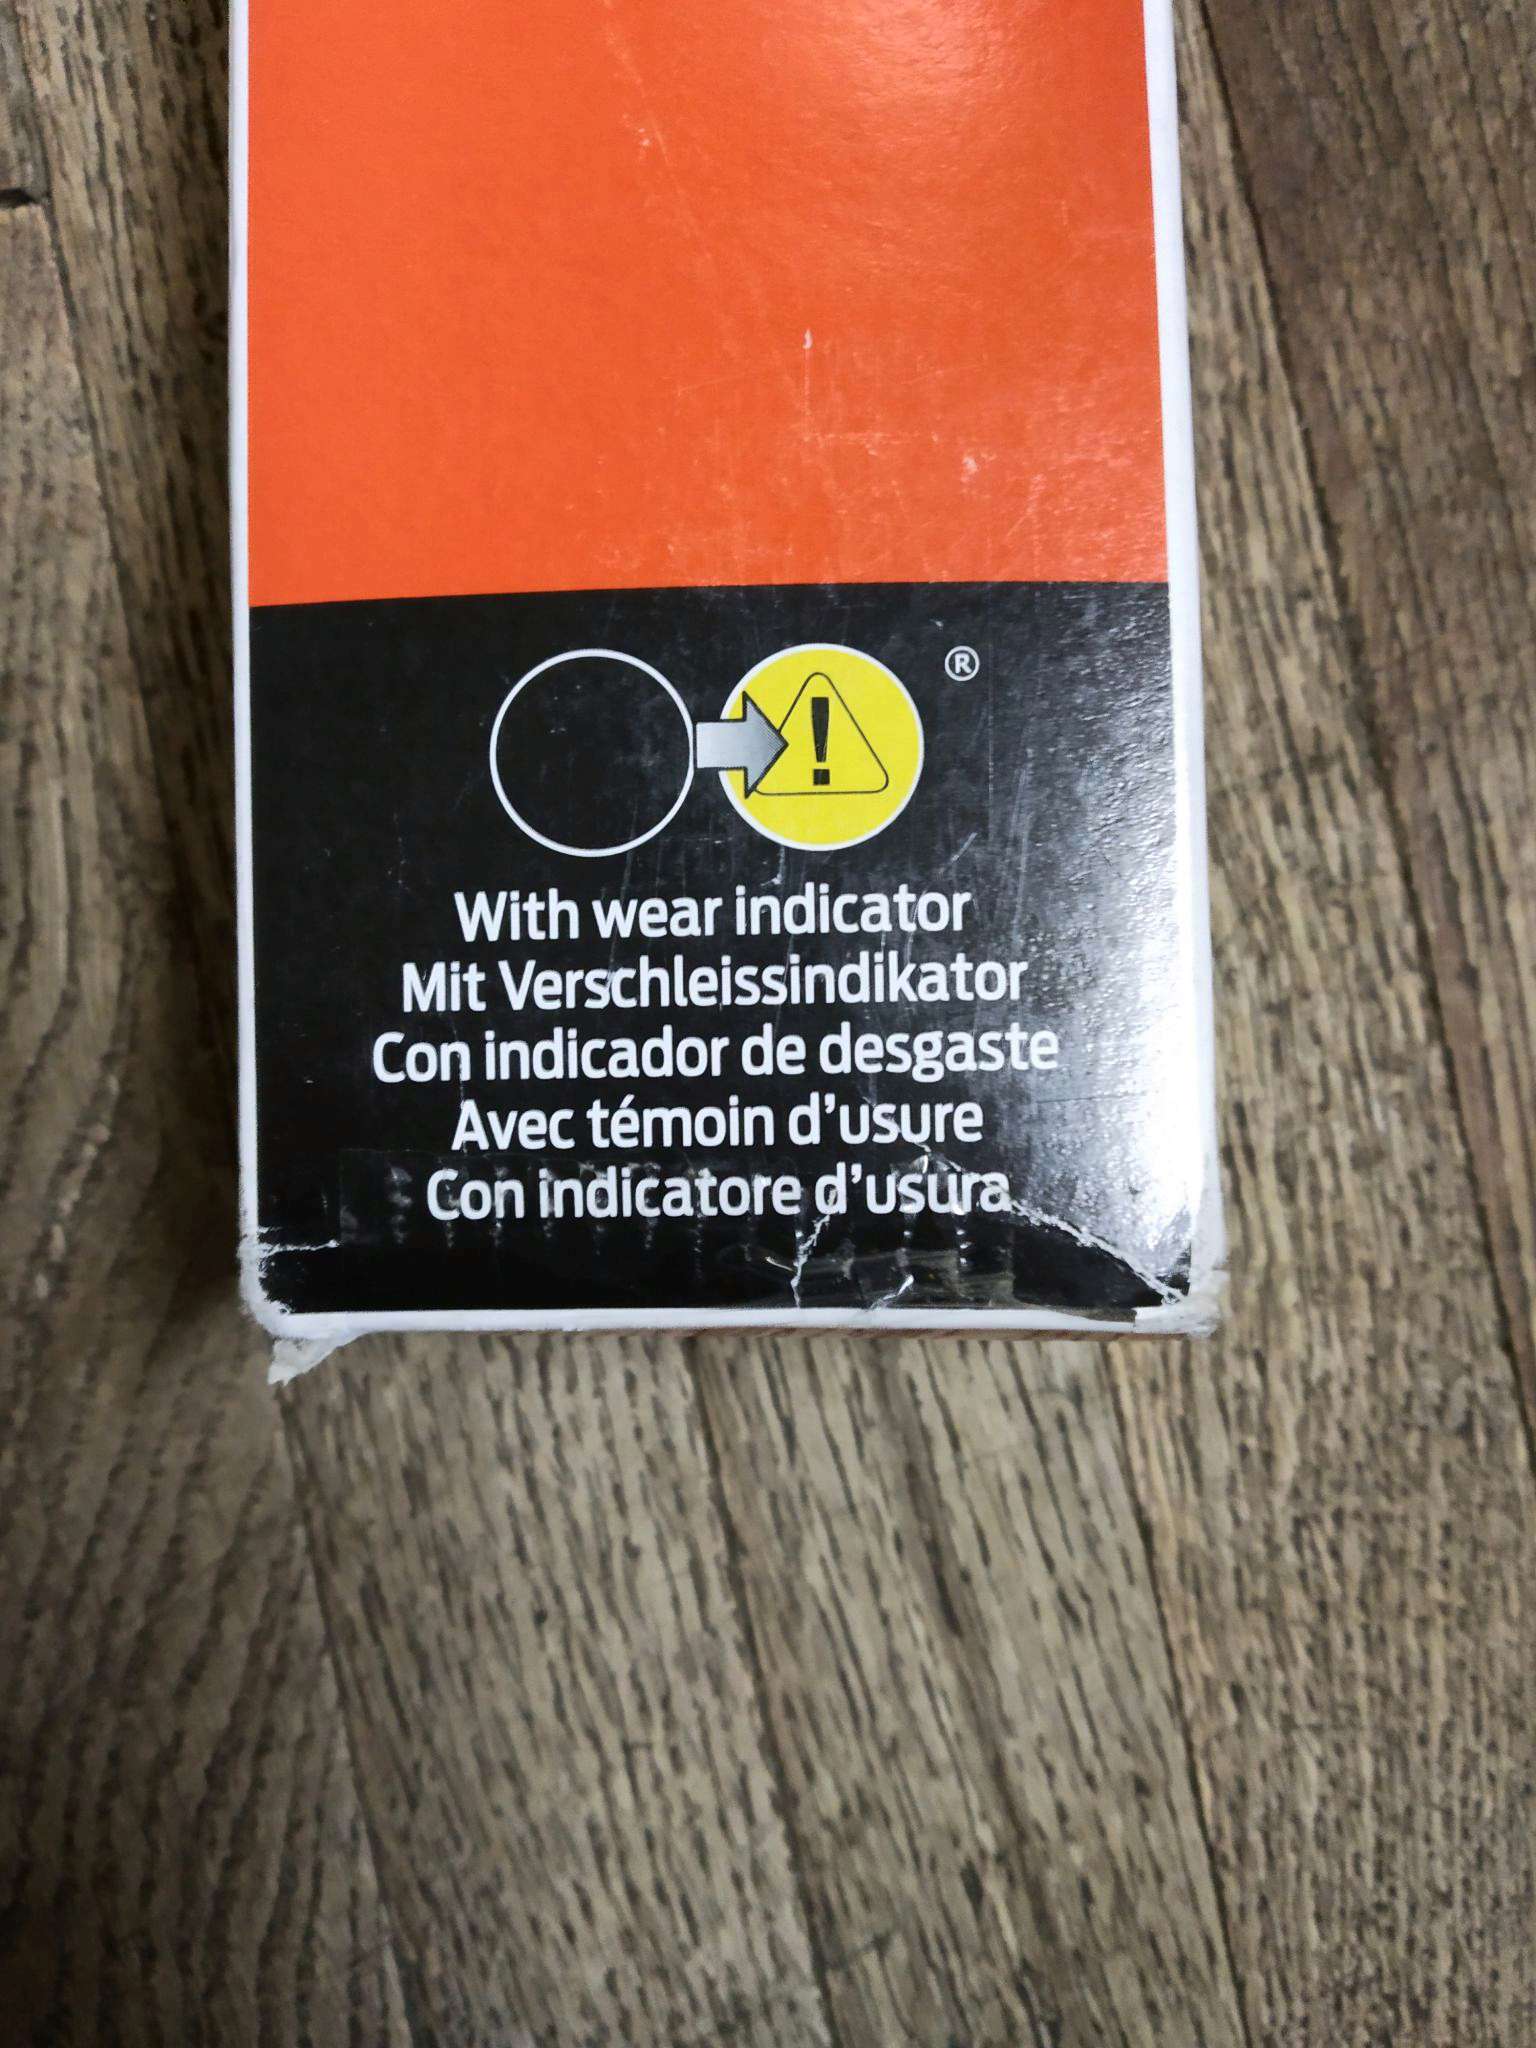 ®
!
With wear indicator
Mit Verschleissindikator
Con indicador de desgaste
Avec témoin d'usure
Con indicatore d'usura